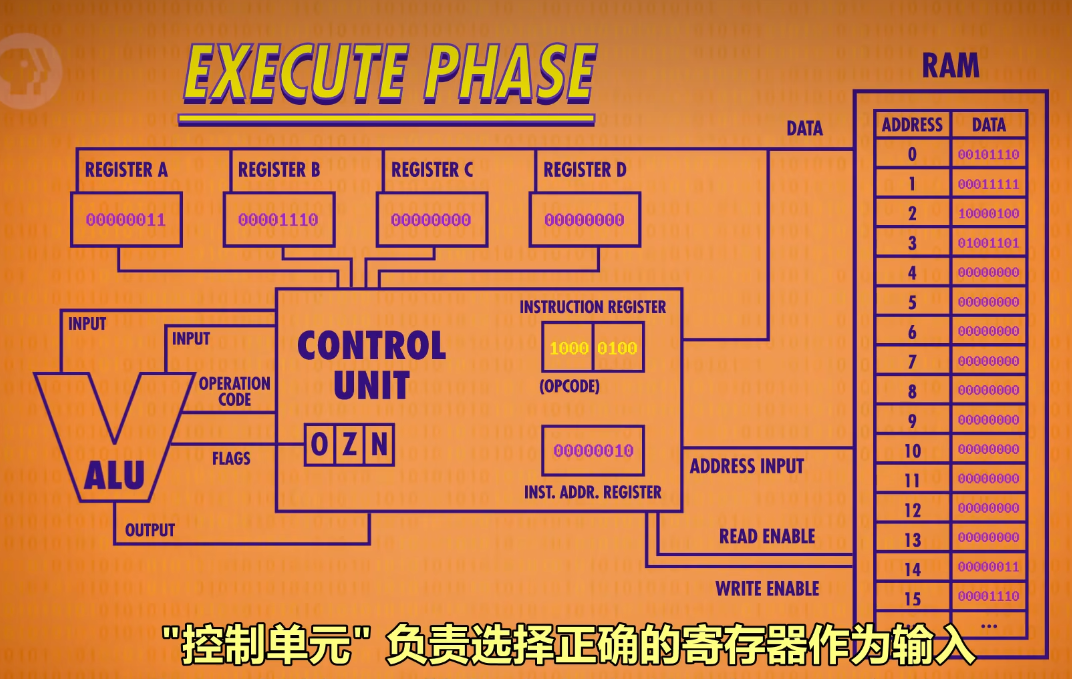 EXECUTE PHASE
RAM
DATA
ADDRESS DATA
0 00101110
1 00011111
2 10000100
3 01001101
4 00000000
5 00000000
6 00000000
7 00000000
8 00000000
9 00000000
10 00000000
11 00000000
12 00000000
13 00000000
14 00000011
15 00001110
...
REGISTER A
00000011
REGISTER B
00001110
REGISTER C
00000000
REGISTER D
00000000
INPUT
INPUT
OPERATION
CODE
FLAGS
ALU
OUTPUT
CONTROL
UNIT
O Z N
INSTRUCTION REGISTER
1000 0100
(OPCODE)
00000010
INST. ADDR. REGISTER
ADDRESS INPUT
READ ENABLE
WRITE ENABLE
"控制单元" 负责选择正确的寄存器作为输入